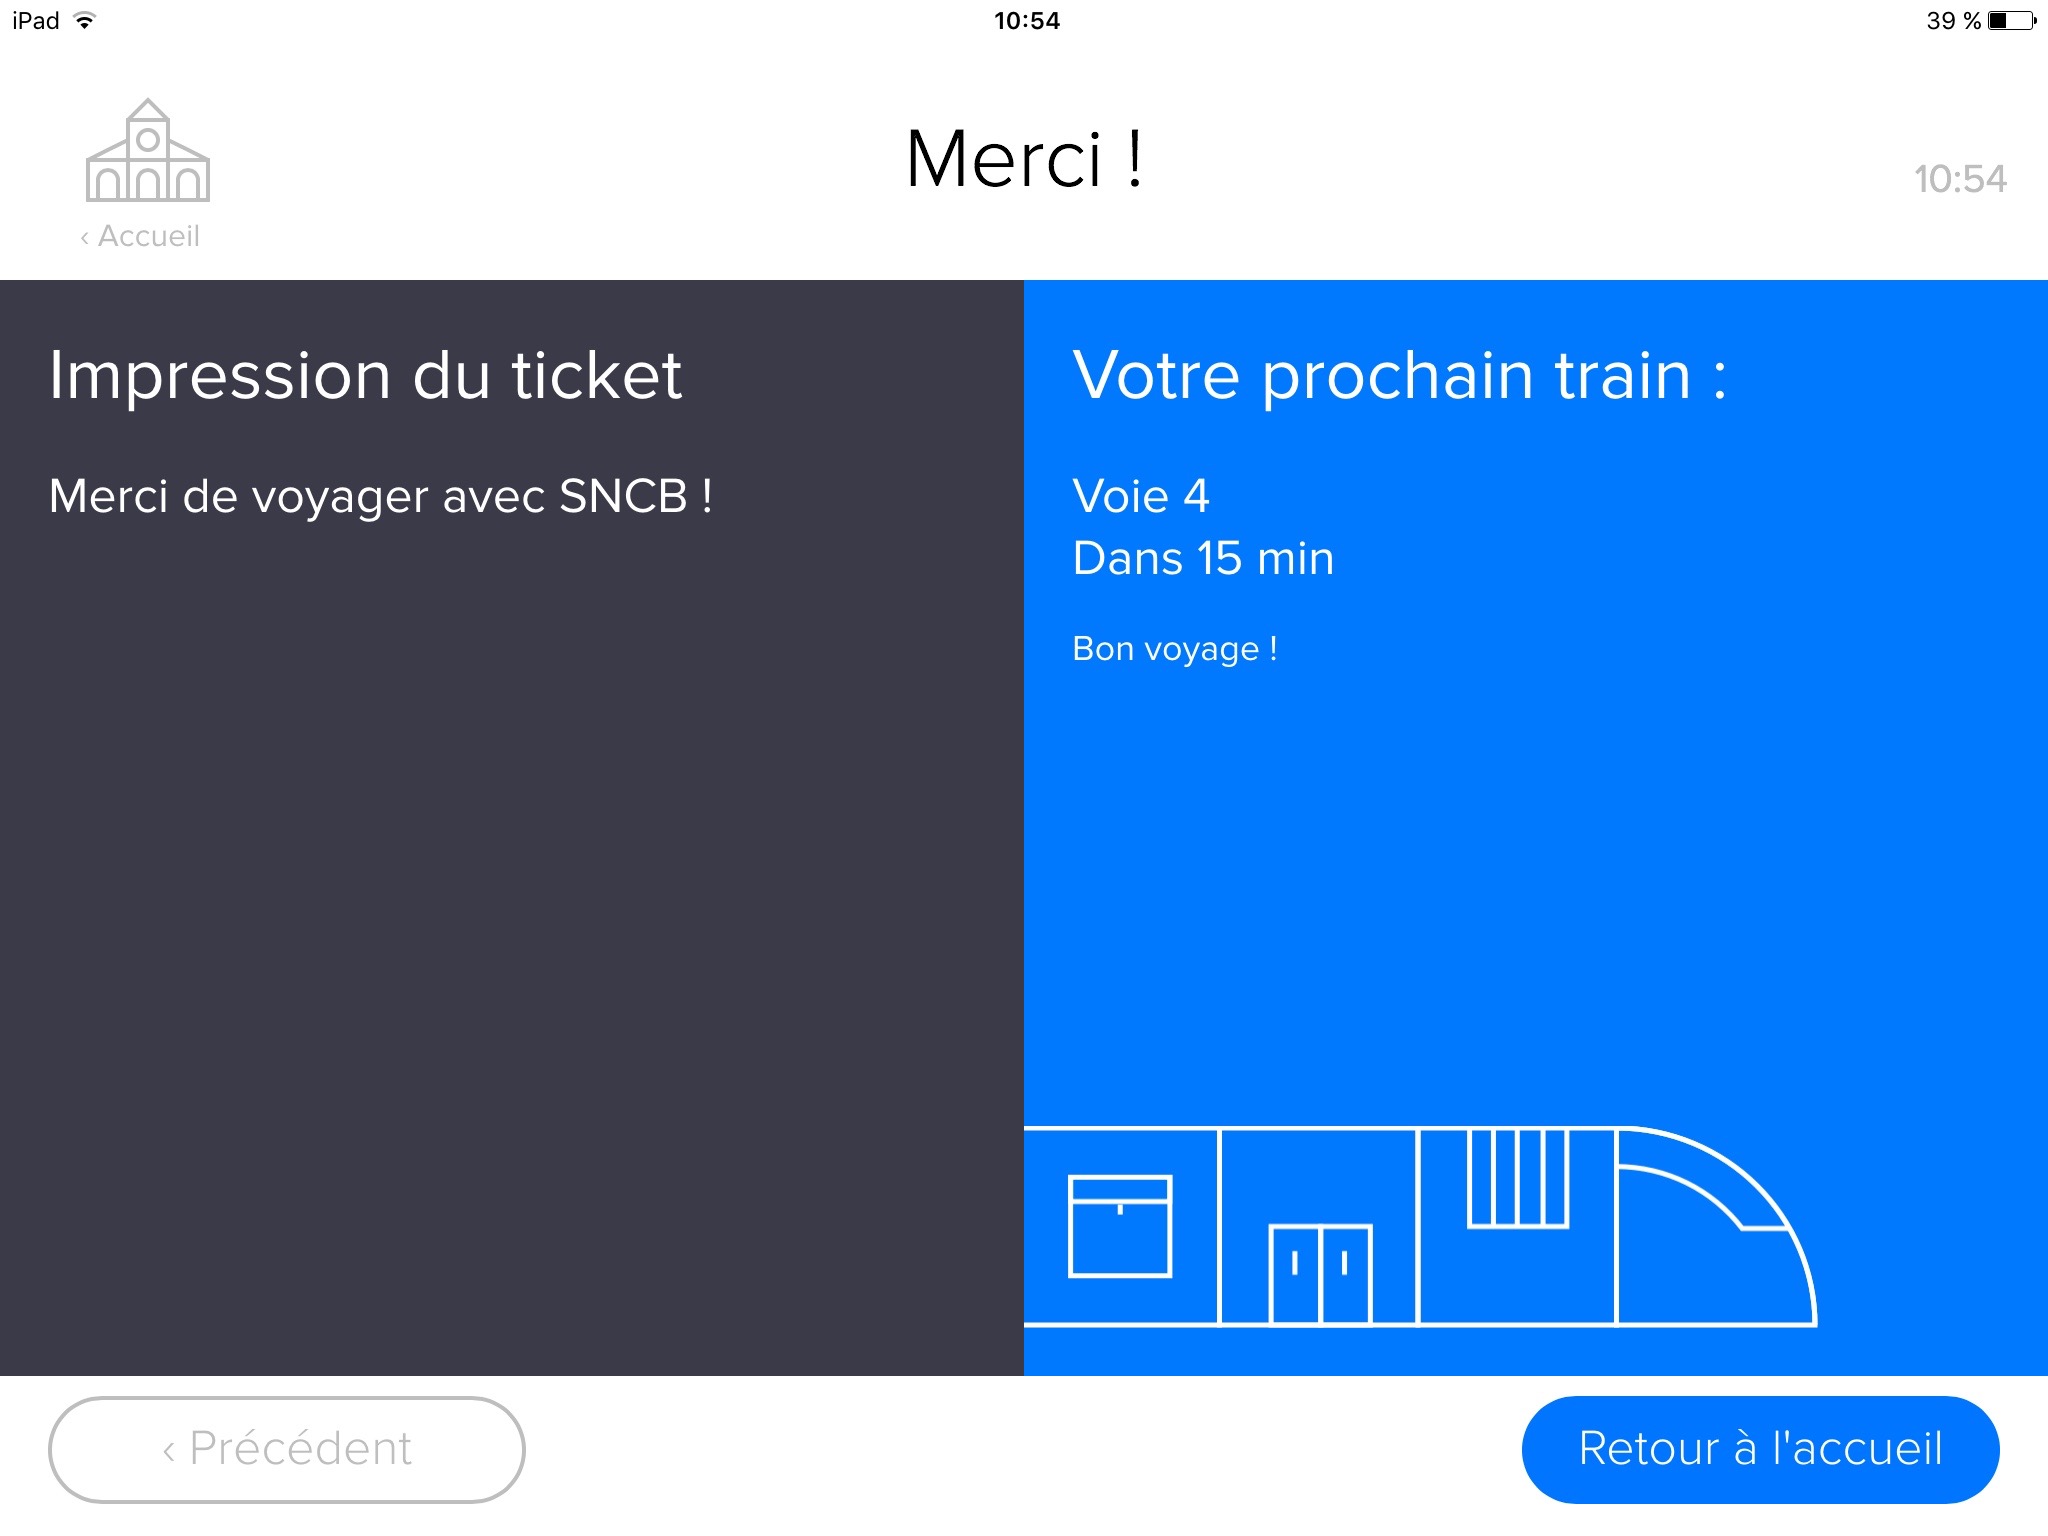 iPad
10:54
39 %
Merci !
10:54
‹ Accueil
Impression du ticket
Merci de voyager avec SNCB !
Votre prochain train :
Voie 4
Dans 15 min
Bon voyage !
‹ Précédent
Retour à l'accueil